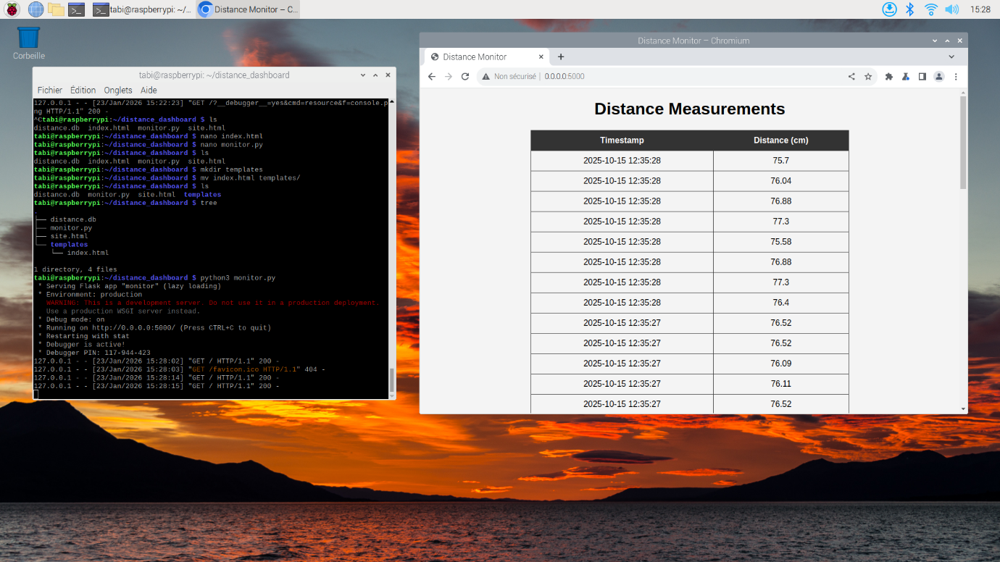 tabi@raspberrypi: ~/... Distance Monitor – C... 15:28
Corbeille
tabi@raspberrypi: ~/distance_dashboard
Fichier Édition Onglets Aide
127.0.0.1 - - [23/Jan/2026 15:22:23] "GET /?__debugger__=yes&cmd=resource&f=console.p
ng HTTP/1.1" 200 -
^Ctabi@raspberrypi:~/distance_dashboard $ ls
distance.db index.html monitor.py site.html
tabi@raspberrypi:~/distance_dashboard $ nano index.html
tabi@raspberrypi:~/distance_dashboard $ nano monitor.py
tabi@raspberrypi:~/distance_dashboard $ ls
distance.db index.html monitor.py site.html
tabi@raspberrypi:~/distance_dashboard $ mkdir templates
tabi@raspberrypi:~/distance_dashboard $ mv index.html templates/
tabi@raspberrypi:~/distance_dashboard $ ls
distance.db monitor.py site.html templates
tabi@raspberrypi:~/distance_dashboard $ tree
.
├── distance.db
├── monitor.py
├── site.html
└── templates
    └── index.html
1 directory, 4 files
tabi@raspberrypi:~/distance_dashboard $ python3 monitor.py
* Serving Flask app "monitor" (lazy loading)
* Environment: production
WARNING: This is a development server. Do not use it in a production deployment.
Use a production WSGI server instead.
* Debug mode: on
* Running on http://0.0.0.0:5000/ (Press CTRL+C to quit)
* Restarting with stat
* Debugger is active!
* Debugger PIN: 117-944-423
127.0.0.1 - - [23/Jan/2026 15:28:02] "GET / HTTP/1.1" 200 -
127.0.0.1 - - [23/Jan/2026 15:28:03] "GET /favicon.ico HTTP/1.1" 404 -
127.0.0.1 - - [23/Jan/2026 15:28:14] "GET / HTTP/1.1" 200 -
127.0.0.1 - - [23/Jan/2026 15:28:15] "GET / HTTP/1.1" 200 -
Distance Monitor – Chromium
Distance Monitor
Non sécurisé | 0.0.0.0:5000
Distance Measurements
Timestamp Distance (cm)
2025-10-15 12:35:28 75.7
2025-10-15 12:35:28 76.04
2025-10-15 12:35:28 76.88
2025-10-15 12:35:28 77.3
2025-10-15 12:35:28 75.58
2025-10-15 12:35:28 76.88
2025-10-15 12:35:28 77.3
2025-10-15 12:35:28 76.4
2025-10-15 12:35:27 76.52
2025-10-15 12:35:27 76.52
2025-10-15 12:35:27 76.09
2025-10-15 12:35:27 76.11
2025-10-15 12:35:27 76.52